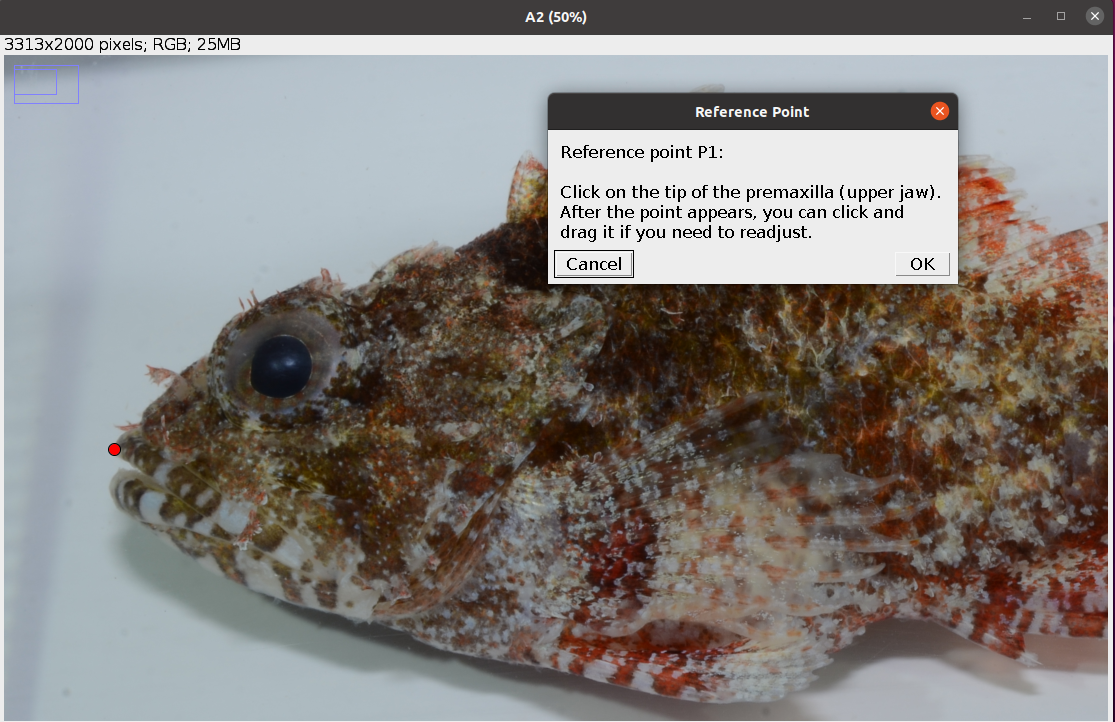 A2 (50%)
3313x2000 pixels; RGB; 25MB
Reference Point
Reference point P1:
Click on the tip of the premaxilla (upper jaw).
After the point appears, you can click and
drag it if you need to readjust.
Cancel
OK